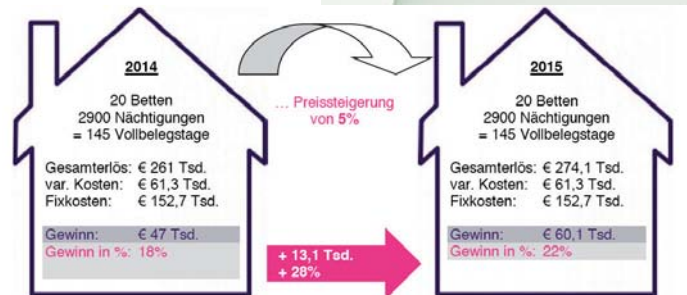 2014
20 Betten
2900 Nächtigungen
= 145 Vollbelegstage
Gesamterlös: € 261 Tsd.
var. Kosten: € 61,3 Tsd.
Fixkosten: € 152,7 Tsd.
Gewinn: € 47 Tsd.
Gewinn in %: 18%
... Preissteigerung
von 5%
+ 13,1 Tsd.
+ 28%
2015
20 Betten
2900 Nächtigungen
= 145 Vollbelegstage
Gesamterlös: € 274,1 Tsd.
var. Kosten: € 61,3 Tsd.
Fixkosten: € 152,7 Tsd.
Gewinn: € 60,1 Tsd.
Gewinn in %: 22%